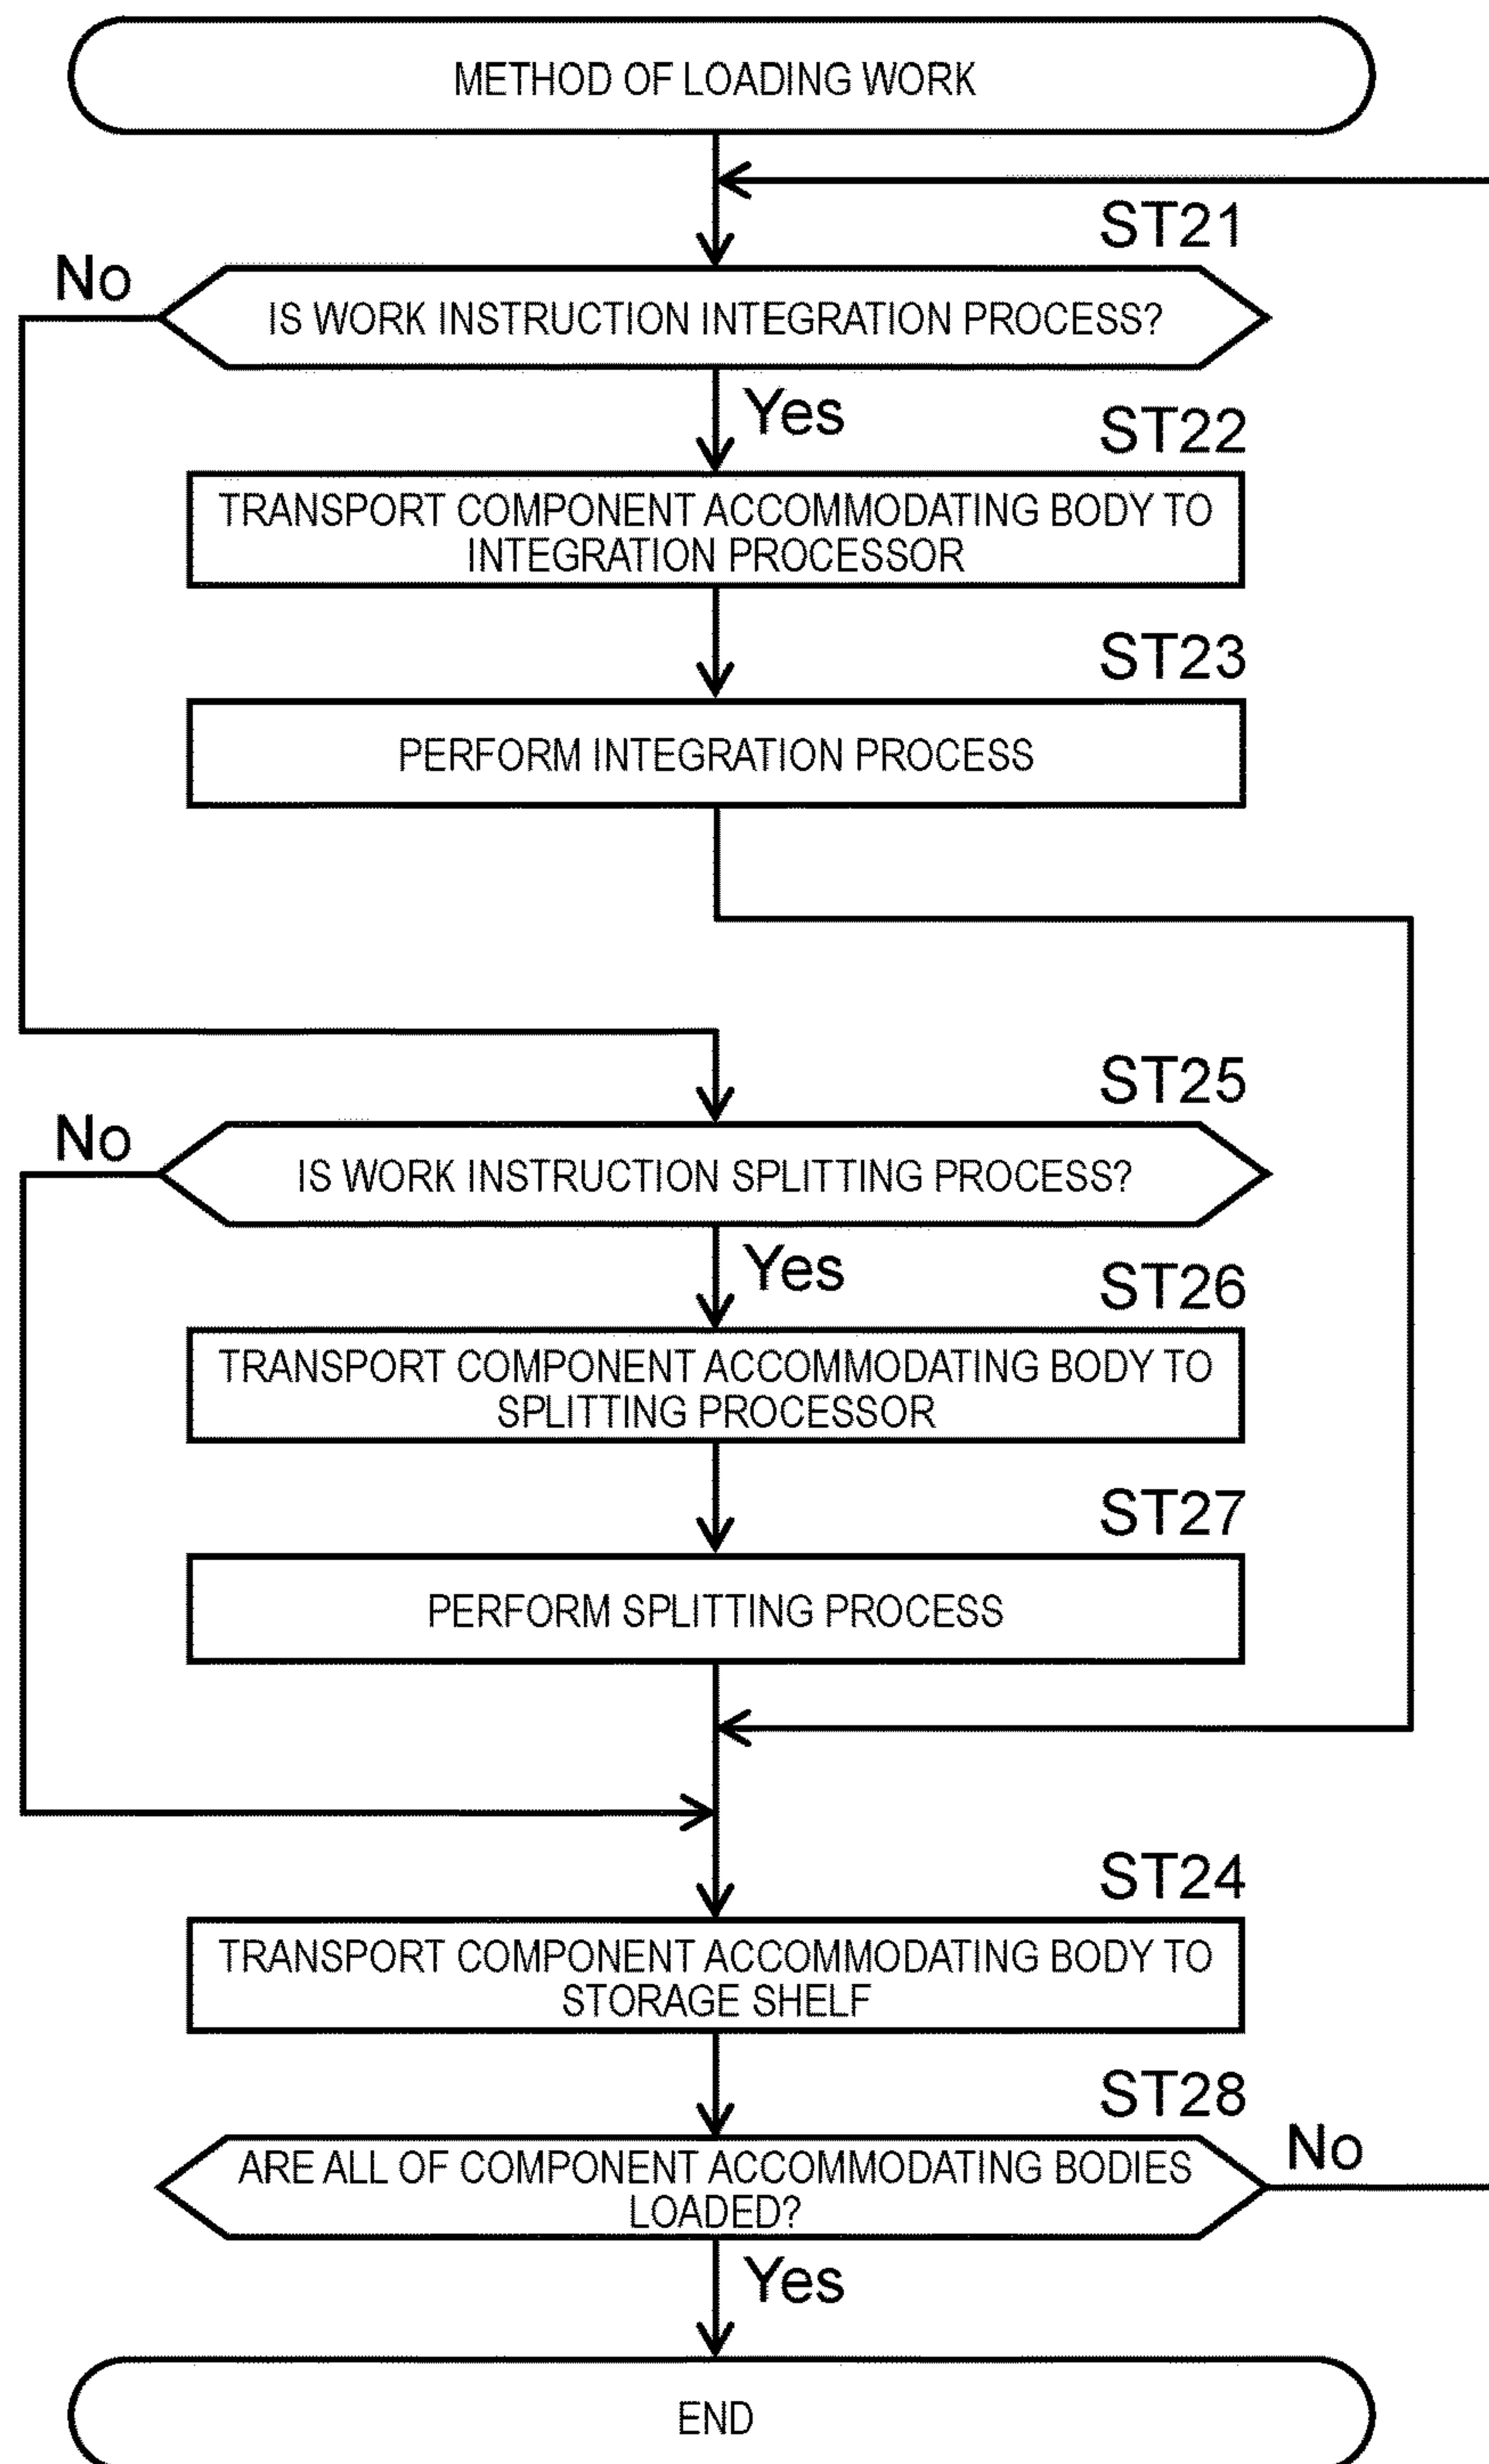 METHOD OF LOADING WORK
ST21
No
IS WORK INSTRUCTION INTEGRATION PROCESS?
Yes
ST22
TRANSPORT COMPONENT ACCOMMODATING BODY TO
INTEGRATION PROCESSOR
ST23
PERFORM INTEGRATION PROCESS
ST25
No
IS WORK INSTRUCTION SPLITTING PROCESS?
Yes
ST26
TRANSPORT COMPONENT ACCOMMODATING BODY TO
SPLITTING PROCESSOR
ST27
PERFORM SPLITTING PROCESS
ST24
TRANSPORT COMPONENT ACCOMMODATING BODY TO
STORAGE SHELF
ST28
No
ARE ALL OF COMPONENT ACCOMMODATING BODIES
LOADED?
Yes
END